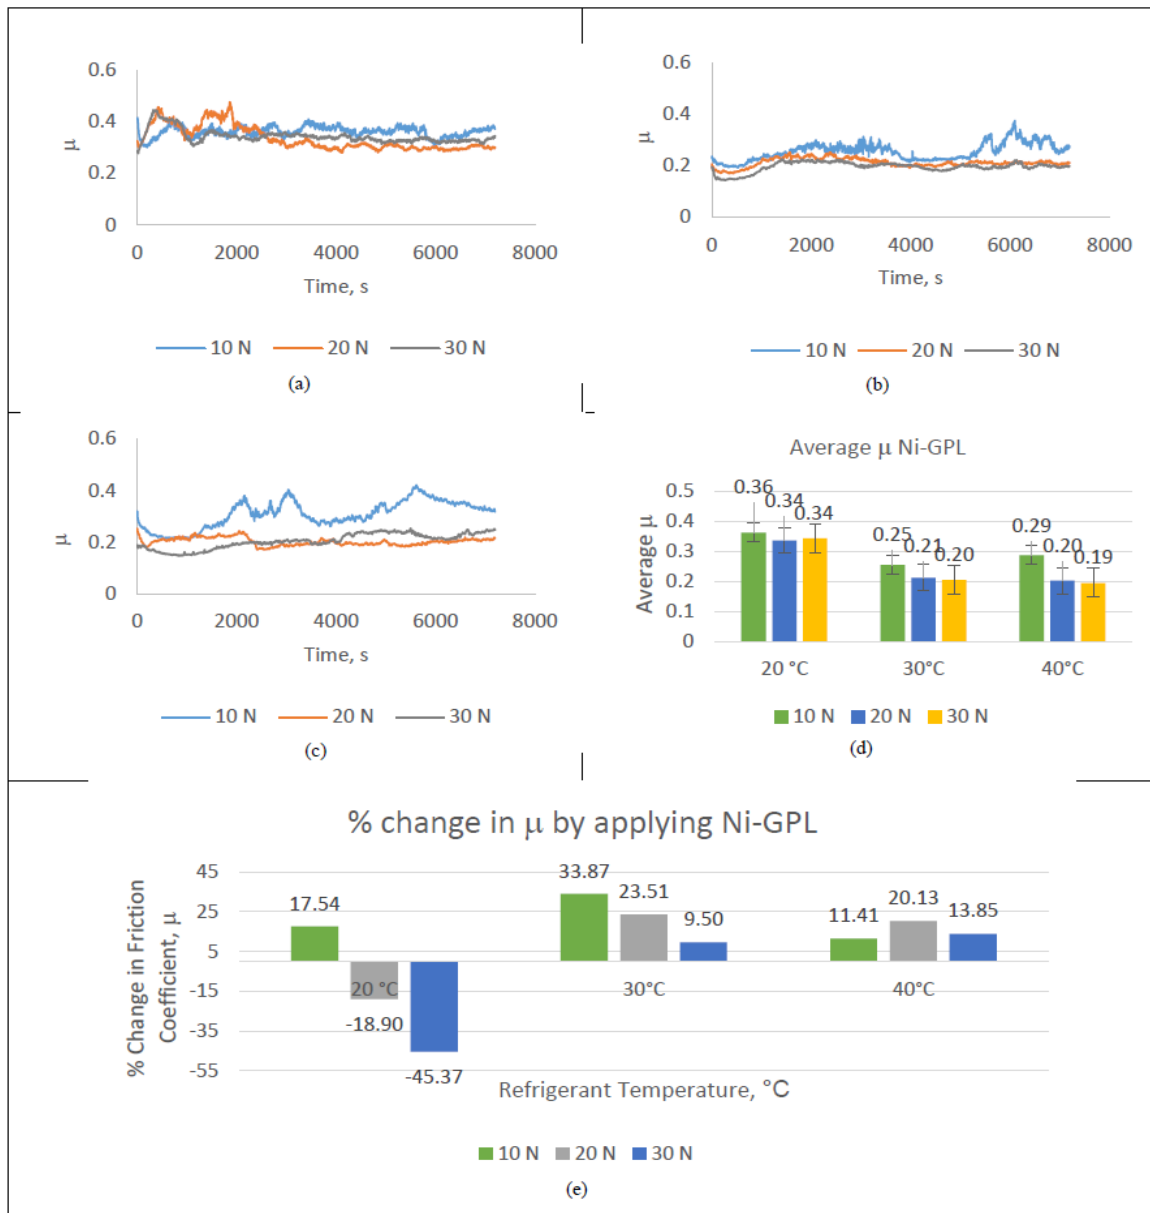 0.6
0.4
μ
0.2
0
0 2000 4000 6000 8000
Time, s
10 N 20 N 30 N
(a)
0.6
0.4
μ
0.2
0
0 2000 4000 6000 8000
Time, s
10 N 20 N 30 N
(b)
0.6
0.4
μ
0.2
0
0 2000 4000 6000 8000
Time, s
10 N 20 N 30 N
(c)
Average μ Ni-GPL
Average μ
0.5
0.4
0.3
0.2
0.1
0
0.36 0.34 0.34
0.25 0.21 0.20
0.29 0.20 0.19
20 °C 30°C 40°C
10 N 20 N 30 N
(d)
% change in μ by applying Ni-GPL
% Change in Friction
Coefficient, μ
45
25
5
-15
-35
-55
17.54 -18.90 -45.37
33.87 23.51 9.50
11.41 20.13 13.85
20 °C 30°C 40°C
Refrigerant Temperature, °C
10 N 20 N 30 N
(e)